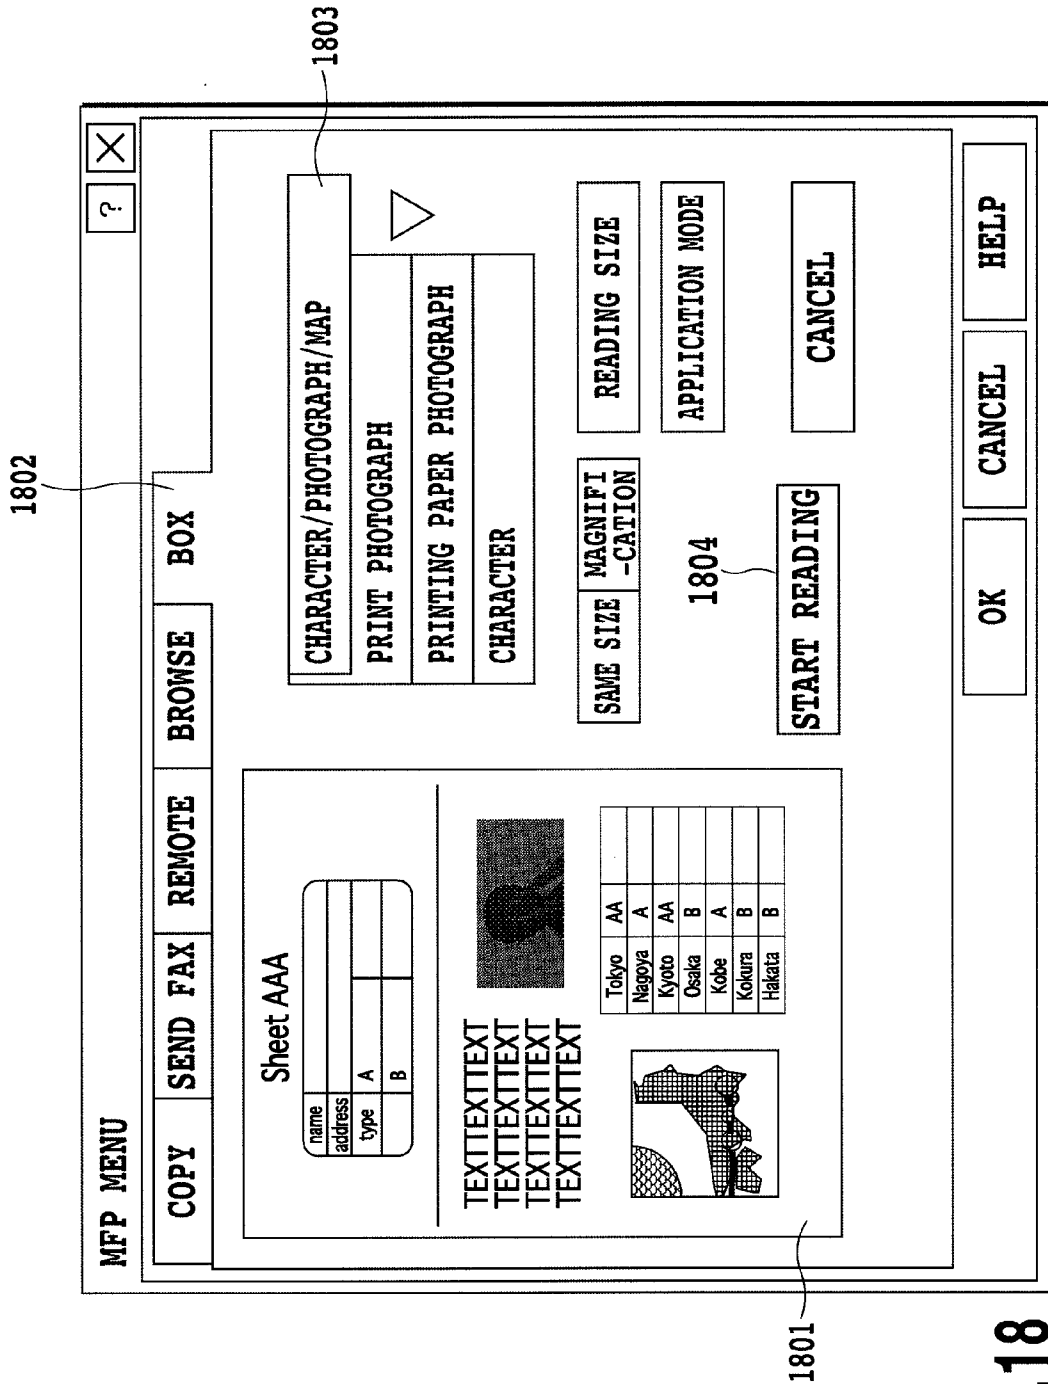 1802
MFP MENU
?
X
COPY
SEND FAX
REMOTE
BROWSE
BOX
1803
Sheet AAA
name
address
type
A
B
TEXTTEXTTEXT
TEXTTEXTTEXT
TEXTTEXTTEXT
TEXTTEXTTEXT
Tokyo AA
Nagoya A
Kyoto AA
Osaka B
Kobe A
Kokura B
Hakata B
CHARACTER/PHOTOGRAPH/MAP
PRINT PHOTOGRAPH
PRINTING PAPER PHOTOGRAPH
CHARACTER
SAME SIZE
MAGNIFI
-CATION
READING SIZE
APPLICATION MODE
1804
START READING
CANCEL
1801
OK
CANCEL
HELP
18